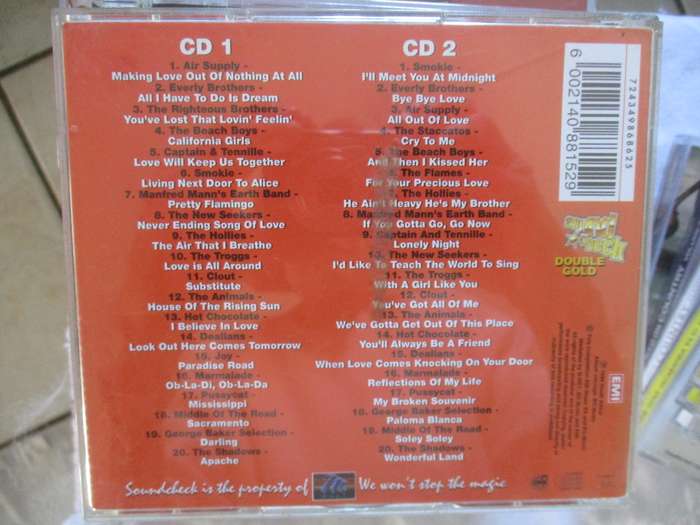 CD 1
1. Air Supply -
Making Love Out Of Nothing At All
2. Everly Brothers -
All I Have To Do Is Dream
3. The Righteous Brothers -
You've Lost That Lovin' Feelin'
4. The Beach Boys -
California Girls
5. Captain & Tennille -
Love Will Keep Us Together
6. Smokie -
Living Next Door To Alice
7. Manfred Mann's Earth Band -
Pretty Flamingo
8. The New Seekers -
Never Ending Song Of Love
9. The Hollies -
The Air That I Breathe
10. The Troggs -
Love is All Around
11. Clout -
Substitute
12. The Animals -
House Of The Rising Sun
13. Hot Chocolate -
I Believe In Love
14. Dealians -
Look Out Here Comes Tomorrow
15. Joy -
Paradise Road
16. Marmalade -
Ob-La-Di, Ob-La-Da
17. Pussycat -
Mississippi
18. Middle Of The Road -
Sacramento
19. George Baker Selection -
Darling
20. The Shadows -
Apache
CD 2
1. Smokie -
I'll Meet You At Midnight
2. Everly Brothers -
Bye Bye Love
3. Air Supply -
All Out Of Love
4. The Staccatos -
Cry To Me
5. The Beach Boys -
And Then I Kissed Her
6. The Flames -
For Your Precious Love
7. The Hollies -
He Ain't Heavy He's My Brother
8. Manfred Mann's Earth Band -
If You Gotta Go, Go Now
9. Captain And Tennille -
Lonely Night
10. The New Seekers -
I'd Like To Teach The World To Sing
11. The Troggs -
With A Girl Like You
12. Clout -
You've Got All Of Me
13. The Animals -
We've Gotta Get Out Of This Place
14. Hot Chocolate -
You'll Always Be A Friend
15. Dealians -
When Love Comes Knocking On Your Door
16. Marmalade -
Reflections Of My Life
17. Pussycat -
My Broken Souvenir
18. George Baker Selection -
Paloma Blanca
19. Middle Of The Road -
Soley Soley
20. The Shadows -
Wonderful Land
7 24349 86862 5
6 002140 881529
DOUBLE
GOLD
EMI
Soundcheck is the property of
We won't stop the magic